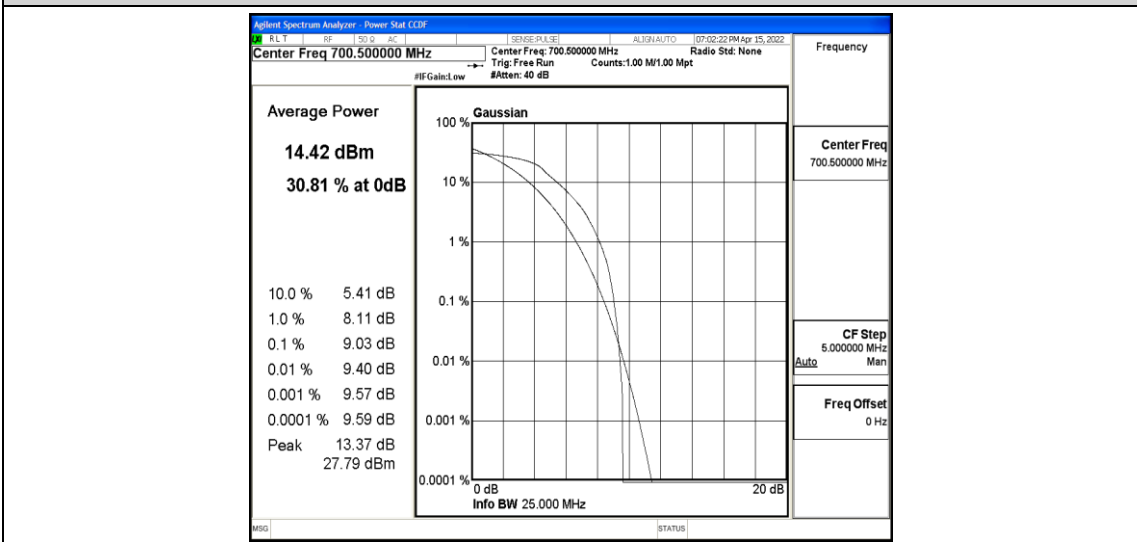 Agilent Spectrum Analyzer - Power Stat CCDF
RL T RF 50 Ω AC SENSE:PULSE ALIGN AUTO 07:02:22 PM Apr 15, 2022
Center Freq 700.500000 MHz
Center Freq: 700.500000 MHz Radio Std: None
Trig: Free Run Counts:1.00 M/1.00 Mpt
#IFGain:Low #Atten: 40 dB
Frequency
Average Power
14.42 dBm
30.81 % at 0dB
10.0 % 5.41 dB
1.0 % 8.11 dB
0.1 % 9.03 dB
0.01 % 9.40 dB
0.001 % 9.57 dB
0.0001 % 9.59 dB
Peak 13.37 dB
27.79 dBm
Gaussian
100 %
10 %
1 %
0.1 %
0.01 %
0.001 %
0.0001 %
0 dB 20 dB
Info BW 25.000 MHz
Center Freq
700.500000 MHz
CF Step
5.000000 MHz
Auto Man
Freq Offset
0 Hz
MSG STATUS